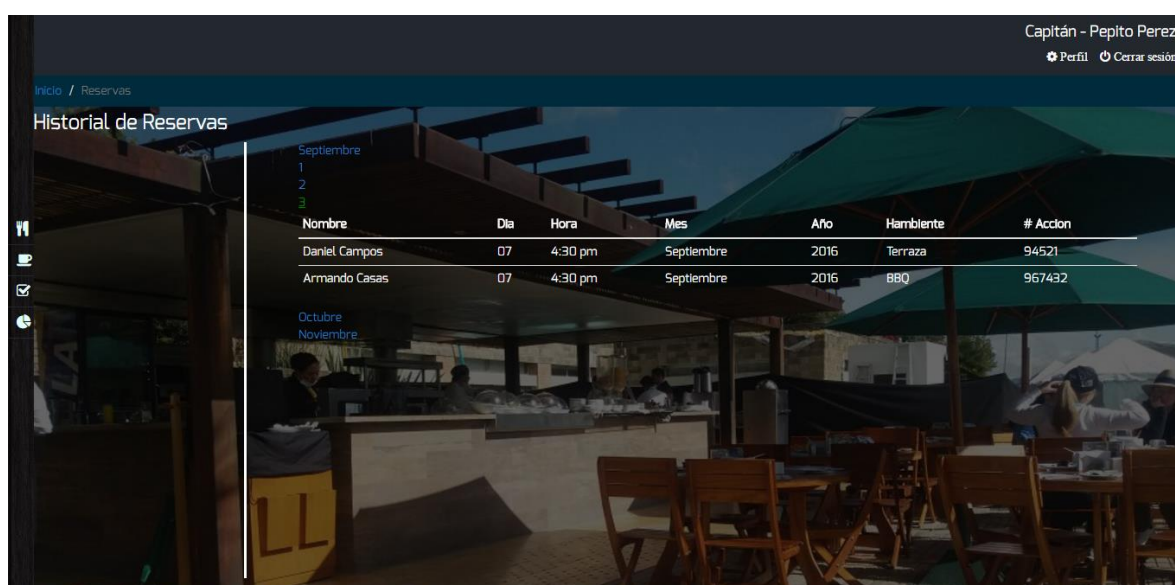 Capitán - Pepito Perez
Perfil Cerrar sesión
Inicio / Reservas
Historial de Reservas
Septiembre
1
2
3
Nombre Dia Hora Mes Año Hambiente # Accion
Daniel Campos 07 4:30 pm Septiembre 2016 Terraza 94521
Armando Casas 07 4:30 pm Septiembre 2016 BBQ 967432
Octubre
Noviembre
LA
LL